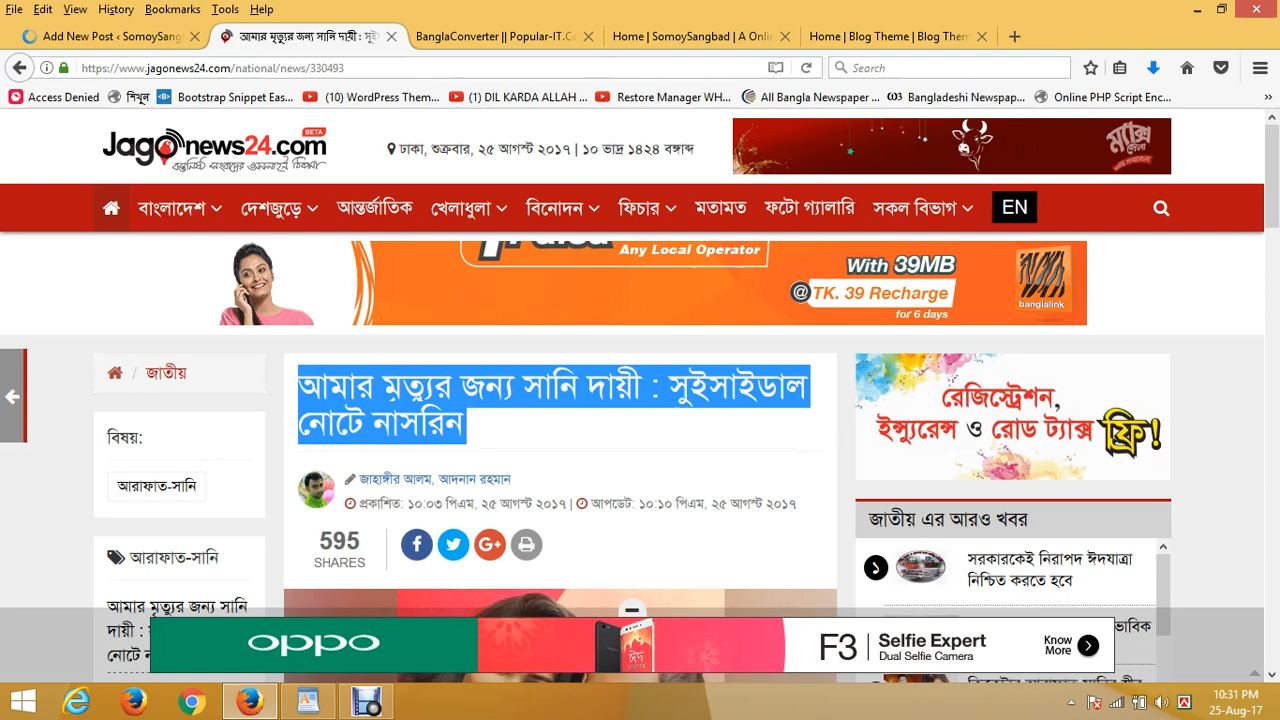 File Edit View History Bookmarks Tools Help
Add New Post ‹ SomoySang
আমার মৃত্যুর জন্য সানি দায়ী : সুই
BanglaConverter || Popular-IT.C
Home | SomoySangbad | A Onli
Home | Blog Theme | Blog Them
https://www.jagonews24.com/national/news/330493
Search
Access Denied শিখুন Bootstrap Snippet Eas... (10) WordPress Them... (1) DIL KARDA ALLAH ... Restore Manager WH... All Bangla Newspaper ... Bangladeshi Newspap... Online PHP Script Enc...
Jagonews24.com BETA
ঢাকা, শুক্রবার, ২৫ আগস্ট ২০১৭ | ১০ ভাদ্র ১৪২৪ বঙ্গাব্দ
বাংলাদেশ দেশজুড়ে আন্তর্জাতিক খেলাধুলা বিনোদন ফিচার মতামত ফটো গ্যালারি সকল বিভাগ EN
Any Local Operator
With 39MB
@TK. 39 Recharge
for 6 days
banglalink
জাতীয়
বিষয়:
আরাফাত-সানি
আরাফাত-সানি
আমার মৃত্যুর জন্য সানি
আমার মৃত্যুর জন্য সানি দায়ী : সুইসাইডাল
নোটে নাসরিন
জাহাঙ্গীর আলম, আদনান রহমান
প্রকাশিত: ১০:০৩ পিএম, ২৫ আগস্ট ২০১৭ | আপডেট: ১০:১০ পিএম, ২৫ আগস্ট ২০১৭
595
SHARES
রেজিস্ট্রেশন,
ইন্স্যুরেন্স ও রোড ট্যাক্স ফ্রি!
জাতীয় এর আরও খবর
১
সরকারকেই নিরাপদ ঈদযাত্রা
নিশ্চিত করতে হবে
oppo
F3 Selfie Expert
Dual Selfie Camera
Know
More
10:31 PM
25-Aug-17